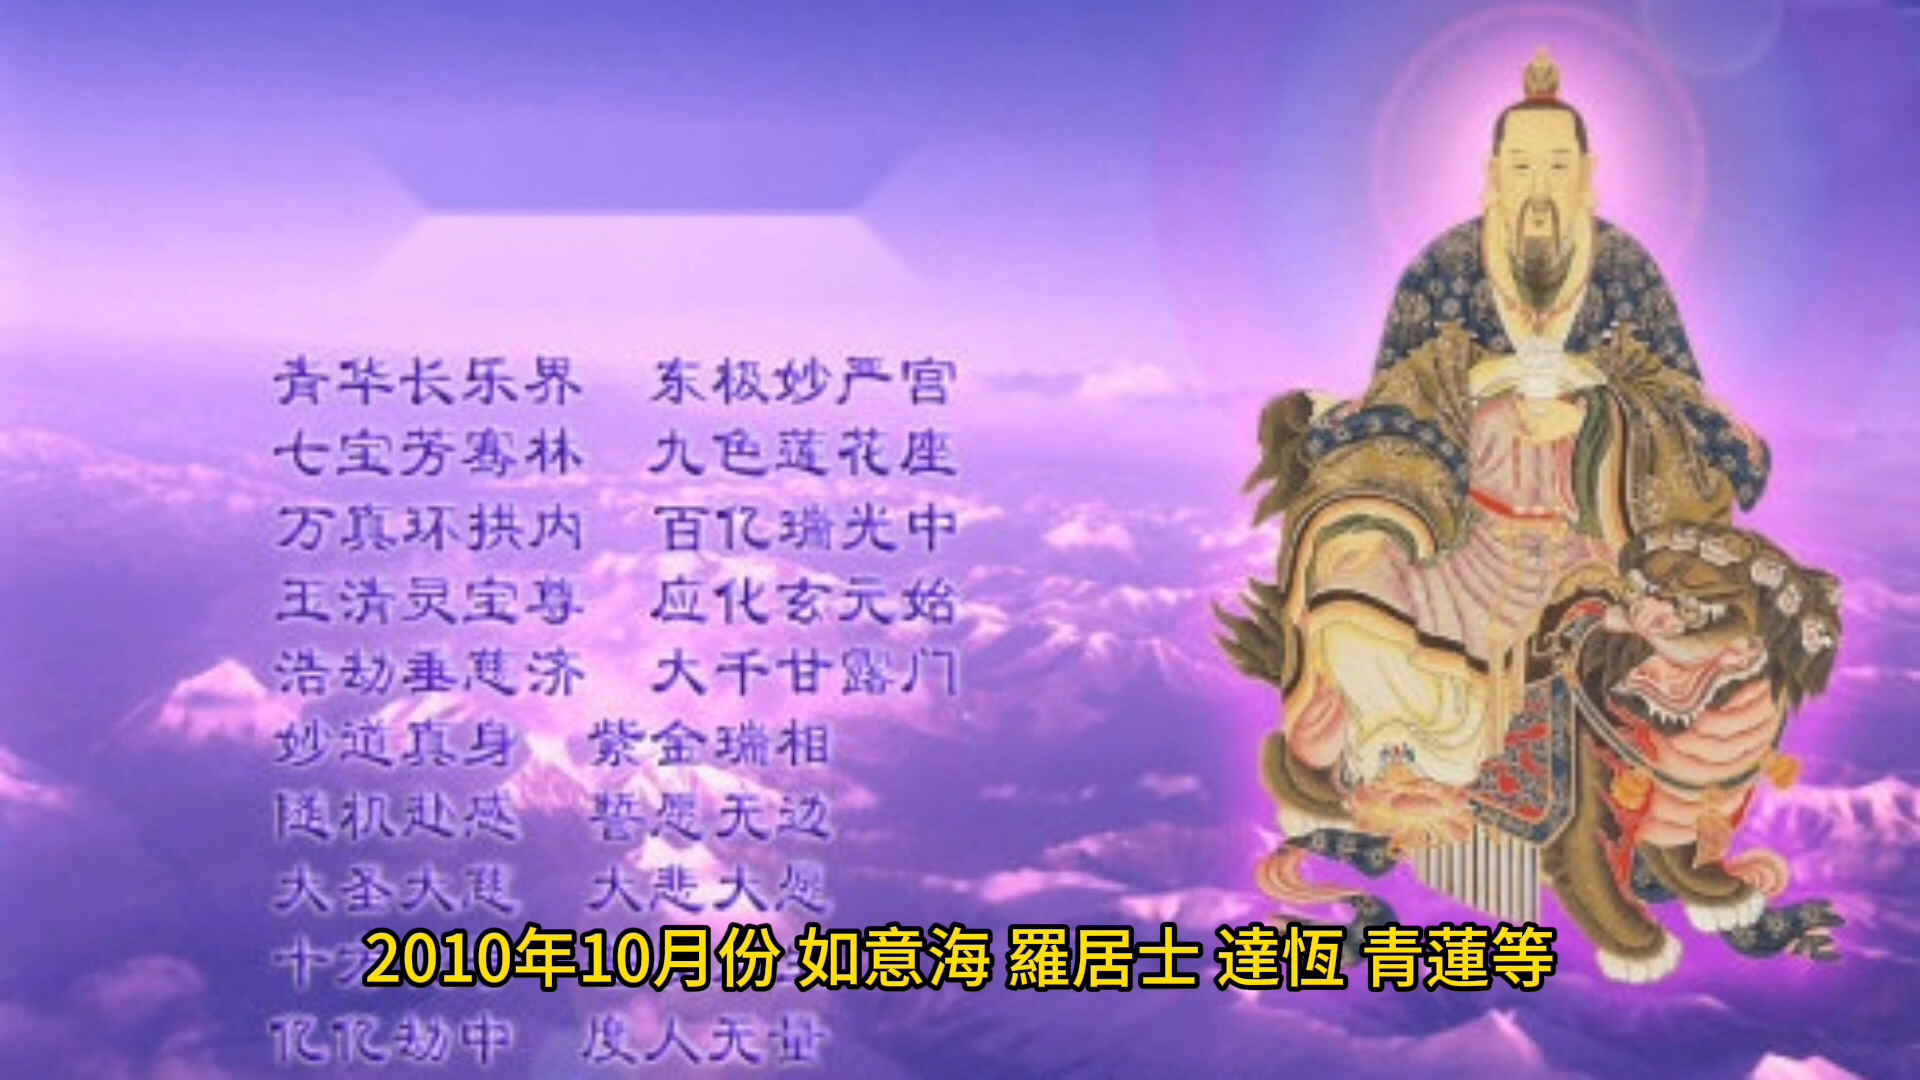 青华长乐界 东极妙严宫
七宝芳骞林 九色莲花座
万真环拱内 百亿瑞光中
王清灵宝尊 应化玄元始
浩劫垂慈济 大千甘露门
妙道真身 紫金瑞相
随机赴感 誓愿无边
大圣大慈 大悲大愿
十方
2010年10月份 如意海 羅居士 達恆 青蓮等
亿亿劫中 度人无量